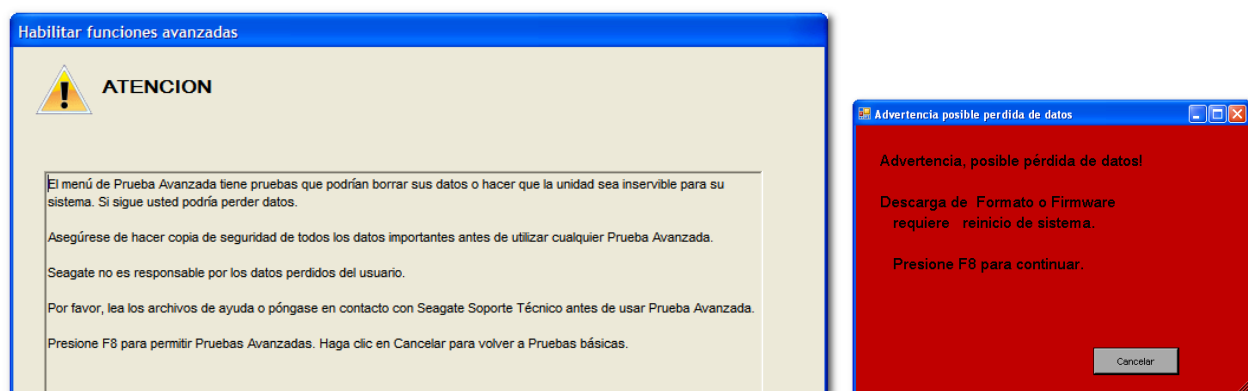 Habilitar funciones avanzadas
ATENCION
El menú de Prueba Avanzada tiene pruebas que podrían borrar sus datos o hacer que la unidad sea inservible para su
sistema. Si sigue usted podría perder datos.
Asegúrese de hacer copia de seguridad de todos los datos importantes antes de utilizar cualquier Prueba Avanzada.
Seagate no es responsable por los datos perdidos del usuario.
Por favor, lea los archivos de ayuda o póngase en contacto con Seagate Soporte Técnico antes de usar Prueba Avanzada.
Presione F8 para permitir Pruebas Avanzadas. Haga clic en Cancelar para volver a Pruebas básicas.
Advertencia posible perdida de datos
Advertencia, posible pérdida de datos!
Descarga de Formato o Firmware
requiere reinicio de sistema.
Presione F8 para continuar.
Cancelar